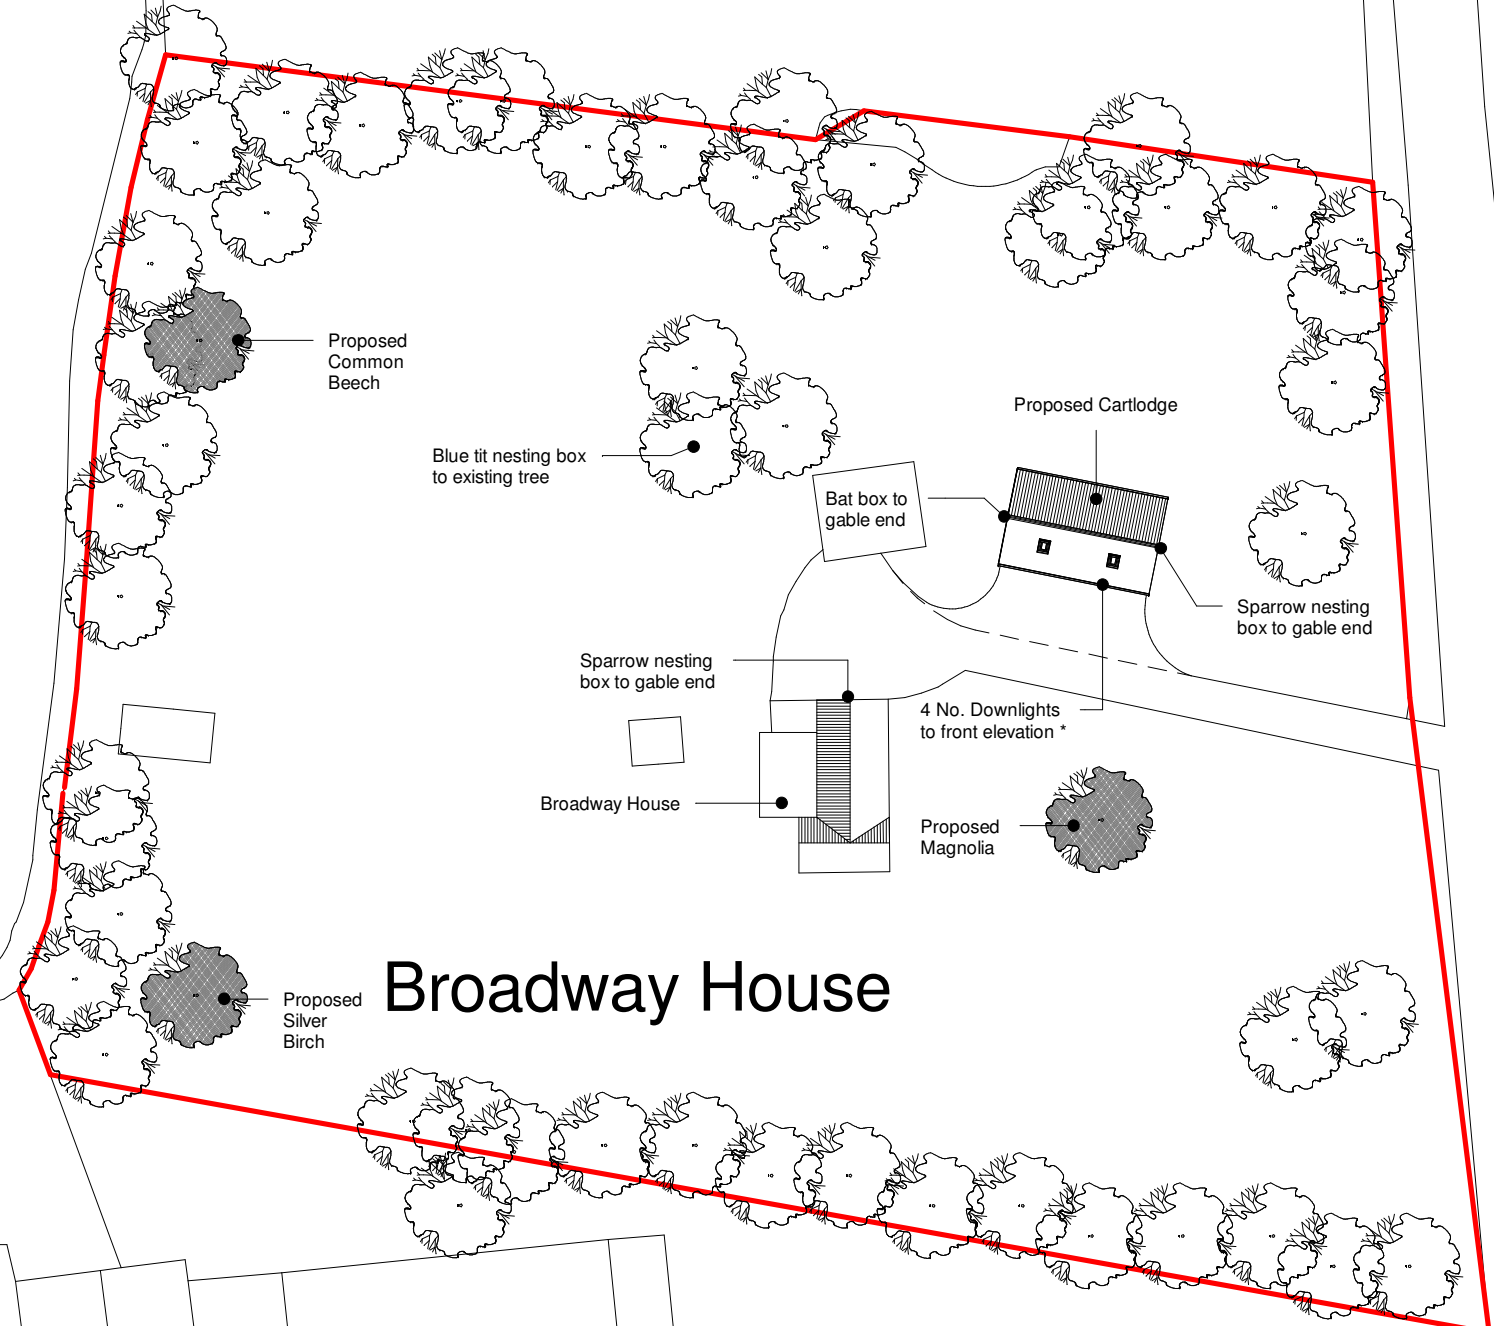 Proposed
Common
Beech
Proposed Cartlodge
Blue tit nesting box
to existing tree
Bat box to
gable end
Sparrow nesting
box to gable end
Sparrow nesting
box to gable end
4 No. Downlights
to front elevation *
Broadway House
Proposed
Magnolia
Broadway House
Proposed
Silver
Birch